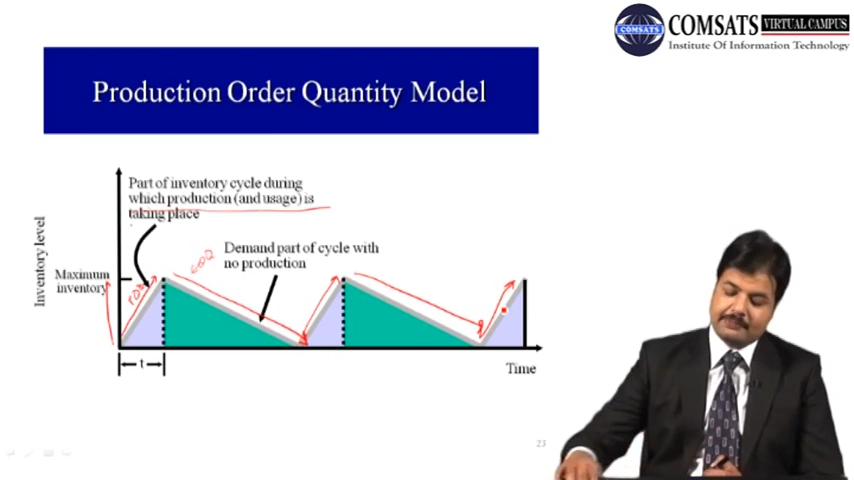 COMSATS
COMSATS VIRTUAL CAMPUS
Institute Of Information Technology
Production Order Quantity Model
Part of inventory cycle during
which production (and usage) is
taking place
Demand part of cycle with
no production
Inventory level
Maximum
inventory
t
Time
23